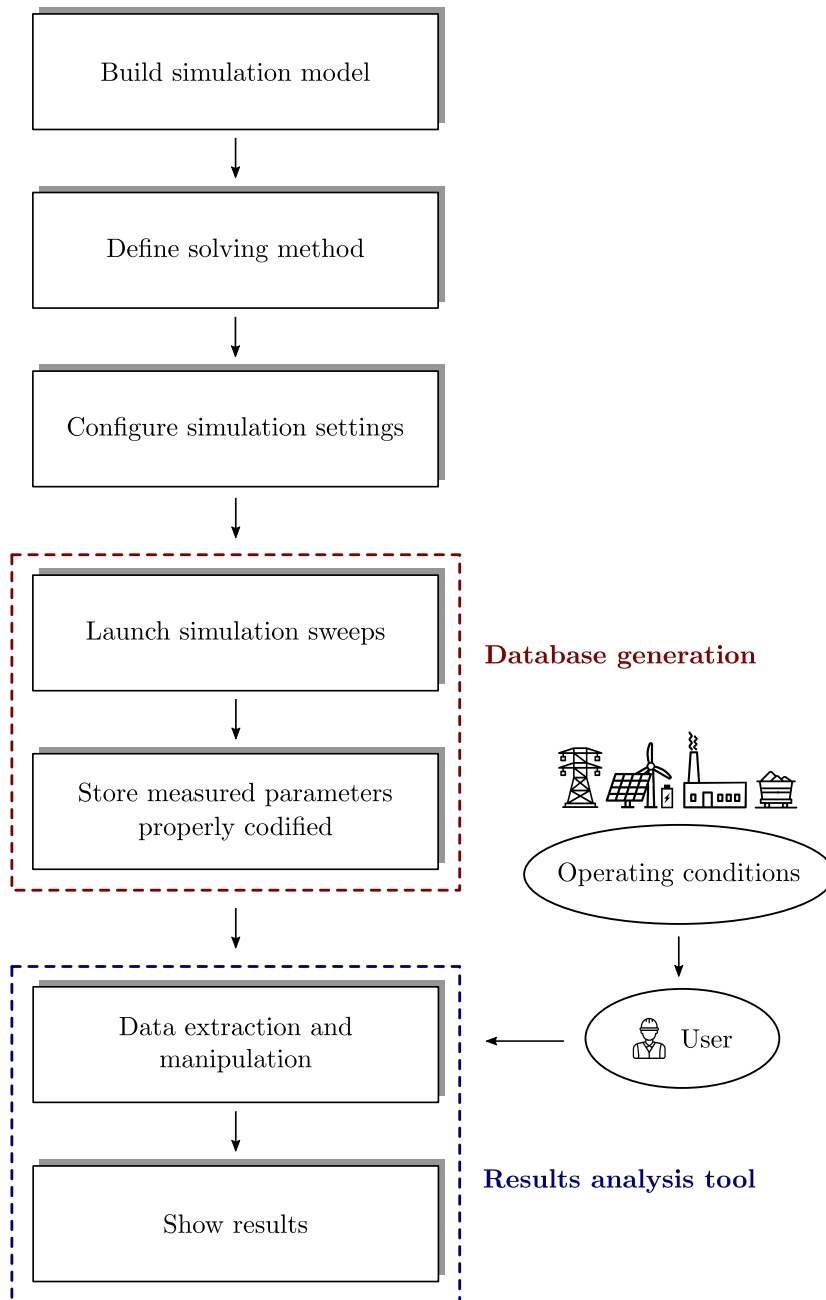 Build simulation model
Define solving method
Configure simulation settings
Launch simulation sweeps
Database generation
Store measured parameters
properly codified
Operating conditions
Data extraction and
manipulation
User
Results analysis tool
Show results